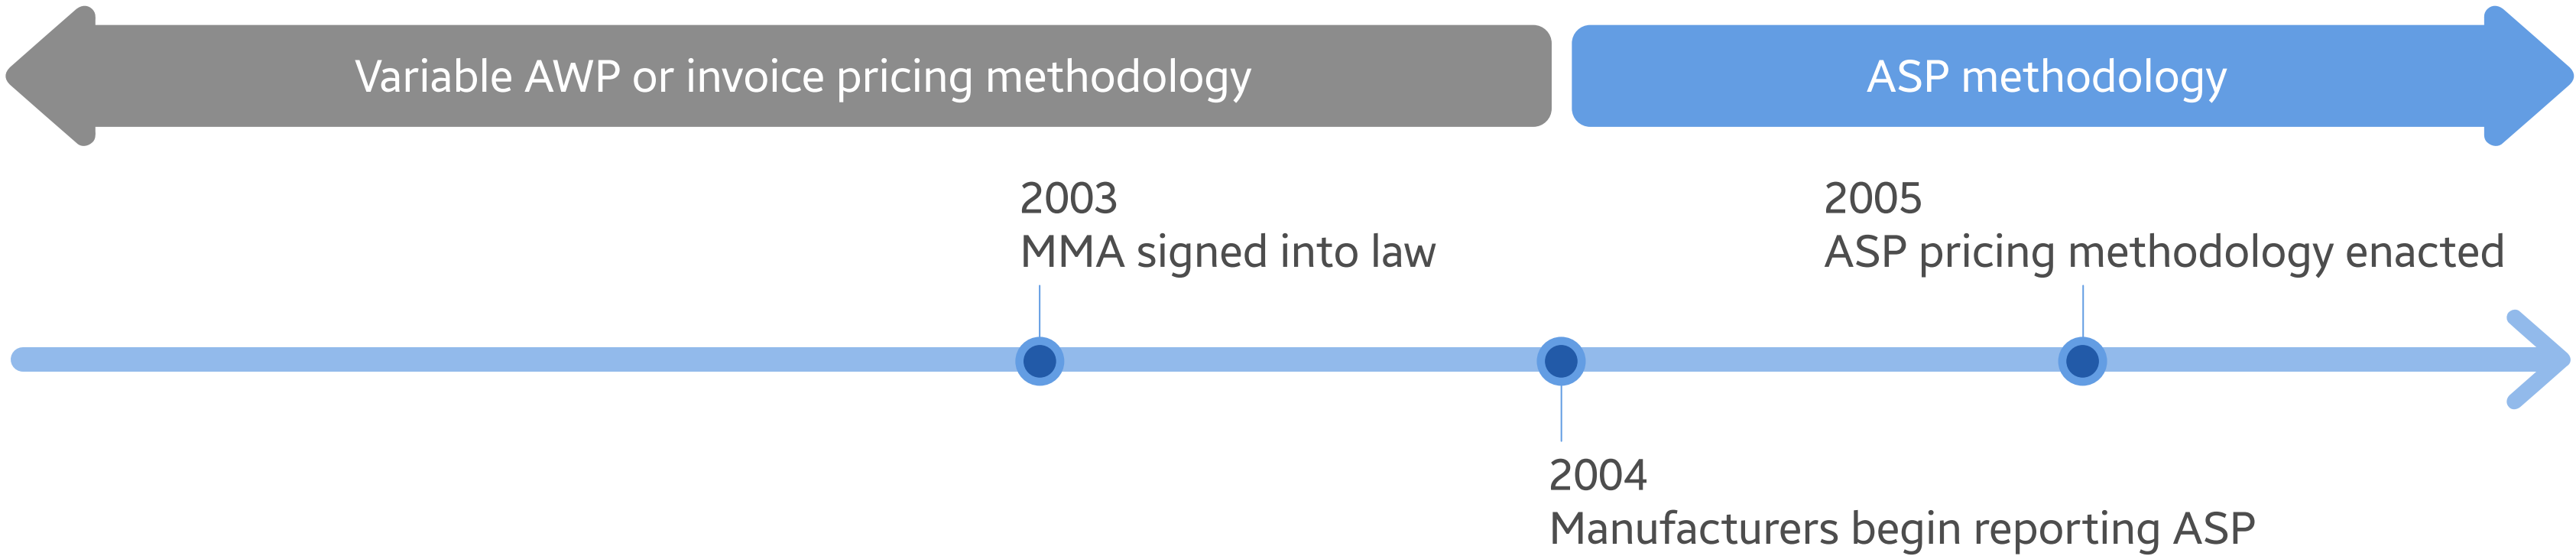 Variable AWP or invoice pricing methodology
ASP methodology
2003
MMA signed into law
2005
ASP pricing methodology enacted
2004
Manufacturers begin reporting ASP